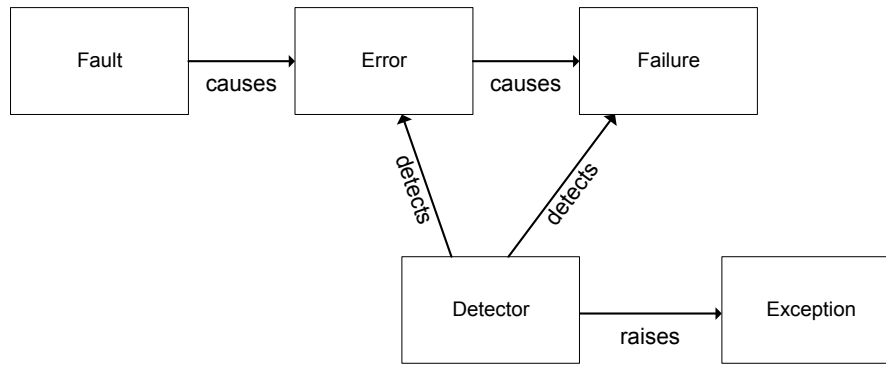 Fault
causes
Error
causes
Failure
detects
detects
Detector
raises
Exception